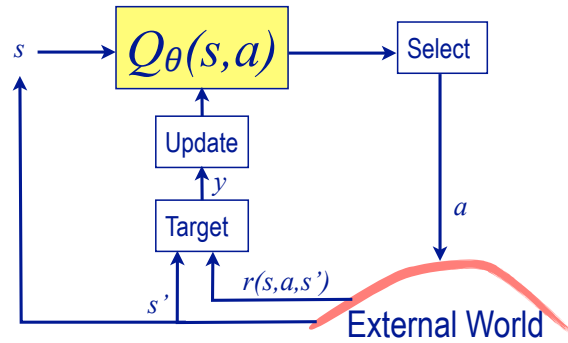 s
Qθ(s,a)
Select
Update
y
Target
a
r(s,a,s’)
s’
External World